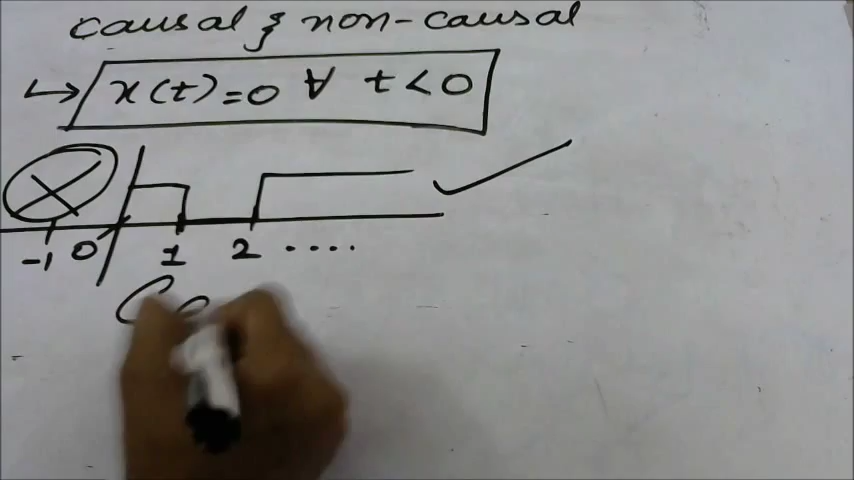 causal & non-causal
↳ x(t)=0 ∀ t<0
-1 0 1 2 ....